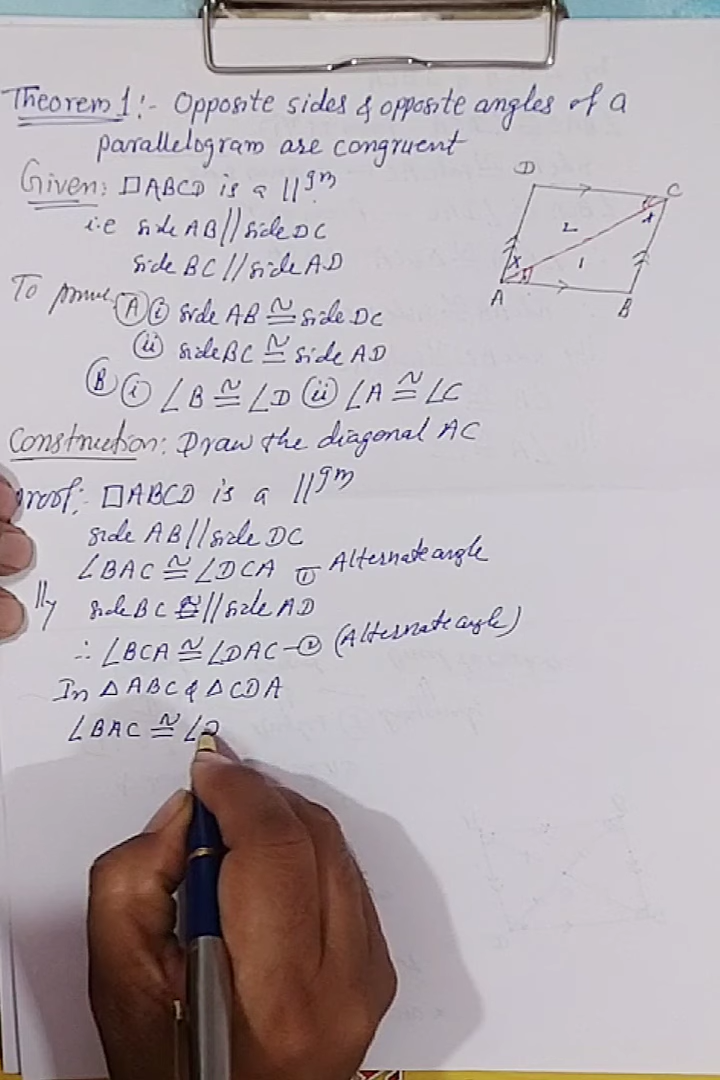 Theorem 1:- Opposite sides & opposite angles of a
parallelogram are congruent
Given: □ABCD is a ||gm
i.e side AB // side DC
side BC // side AD
To prove (A) (i) side AB ≅ side DC
(ii) side BC ≅ side AD
(B) (i) ∠B ≅ ∠D (ii) ∠A ≅ ∠C
Construction: Draw the diagonal AC
Proof:- □ABCD is a ||gm
side AB // side DC
∠BAC ≅ ∠DCA — ① Alternate angle
||ly side BC // side AD
∴ ∠BCA ≅ ∠DAC — ② (Alternate angle)
In △ABC & △CDA
∠BAC ≅ ∠D
D C
x
2
x 1
A B